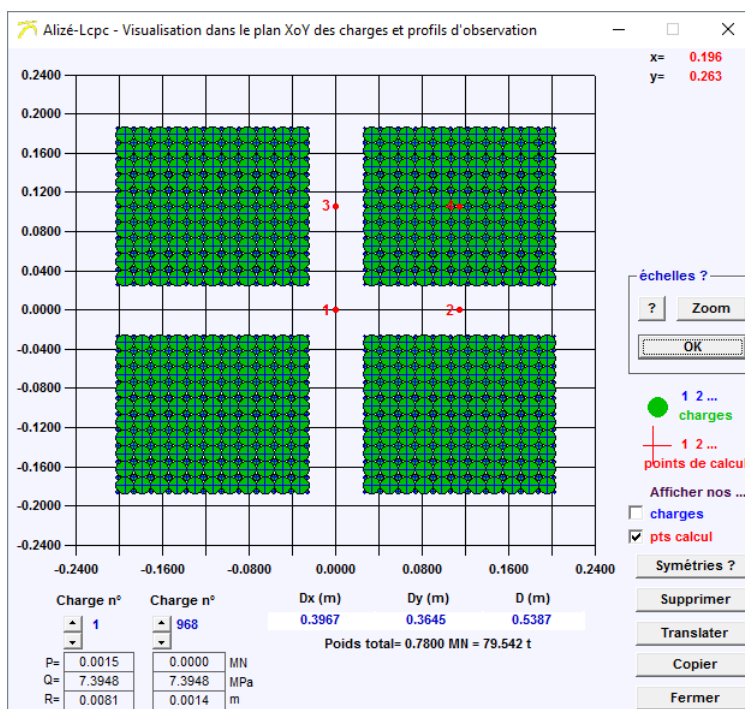 Alizé-Lcpc - Visualisation dans le plan XoY des charges et profils d'observation
x= 0.196
y= 0.263
0.2400
0.2000
0.1600
0.1200
0.0800
0.0400
0.0000
-0.0400
-0.0800
-0.1200
-0.1600
-0.2000
-0.2400
3
4
1
2
-0.2400 -0.1600 -0.0800 0.0000 0.0800 0.1600 0.2400
échelles ?
? Zoom
OK
1 2 ...
charges
1 2 ...
points de calcul
Afficher nos ...
charges
pts calcul
Symétries ?
Supprimer
Translater
Copier
Fermer
Charge n° Charge n° Dx (m) Dy (m) D (m)
1 968 0.3967 0.3645 0.5387
Poids total= 0.7800 MN = 79.542 t
P= 0.0015 0.0000 MN
Q= 7.3948 7.3948 MPa
R= 0.0081 0.0014 m